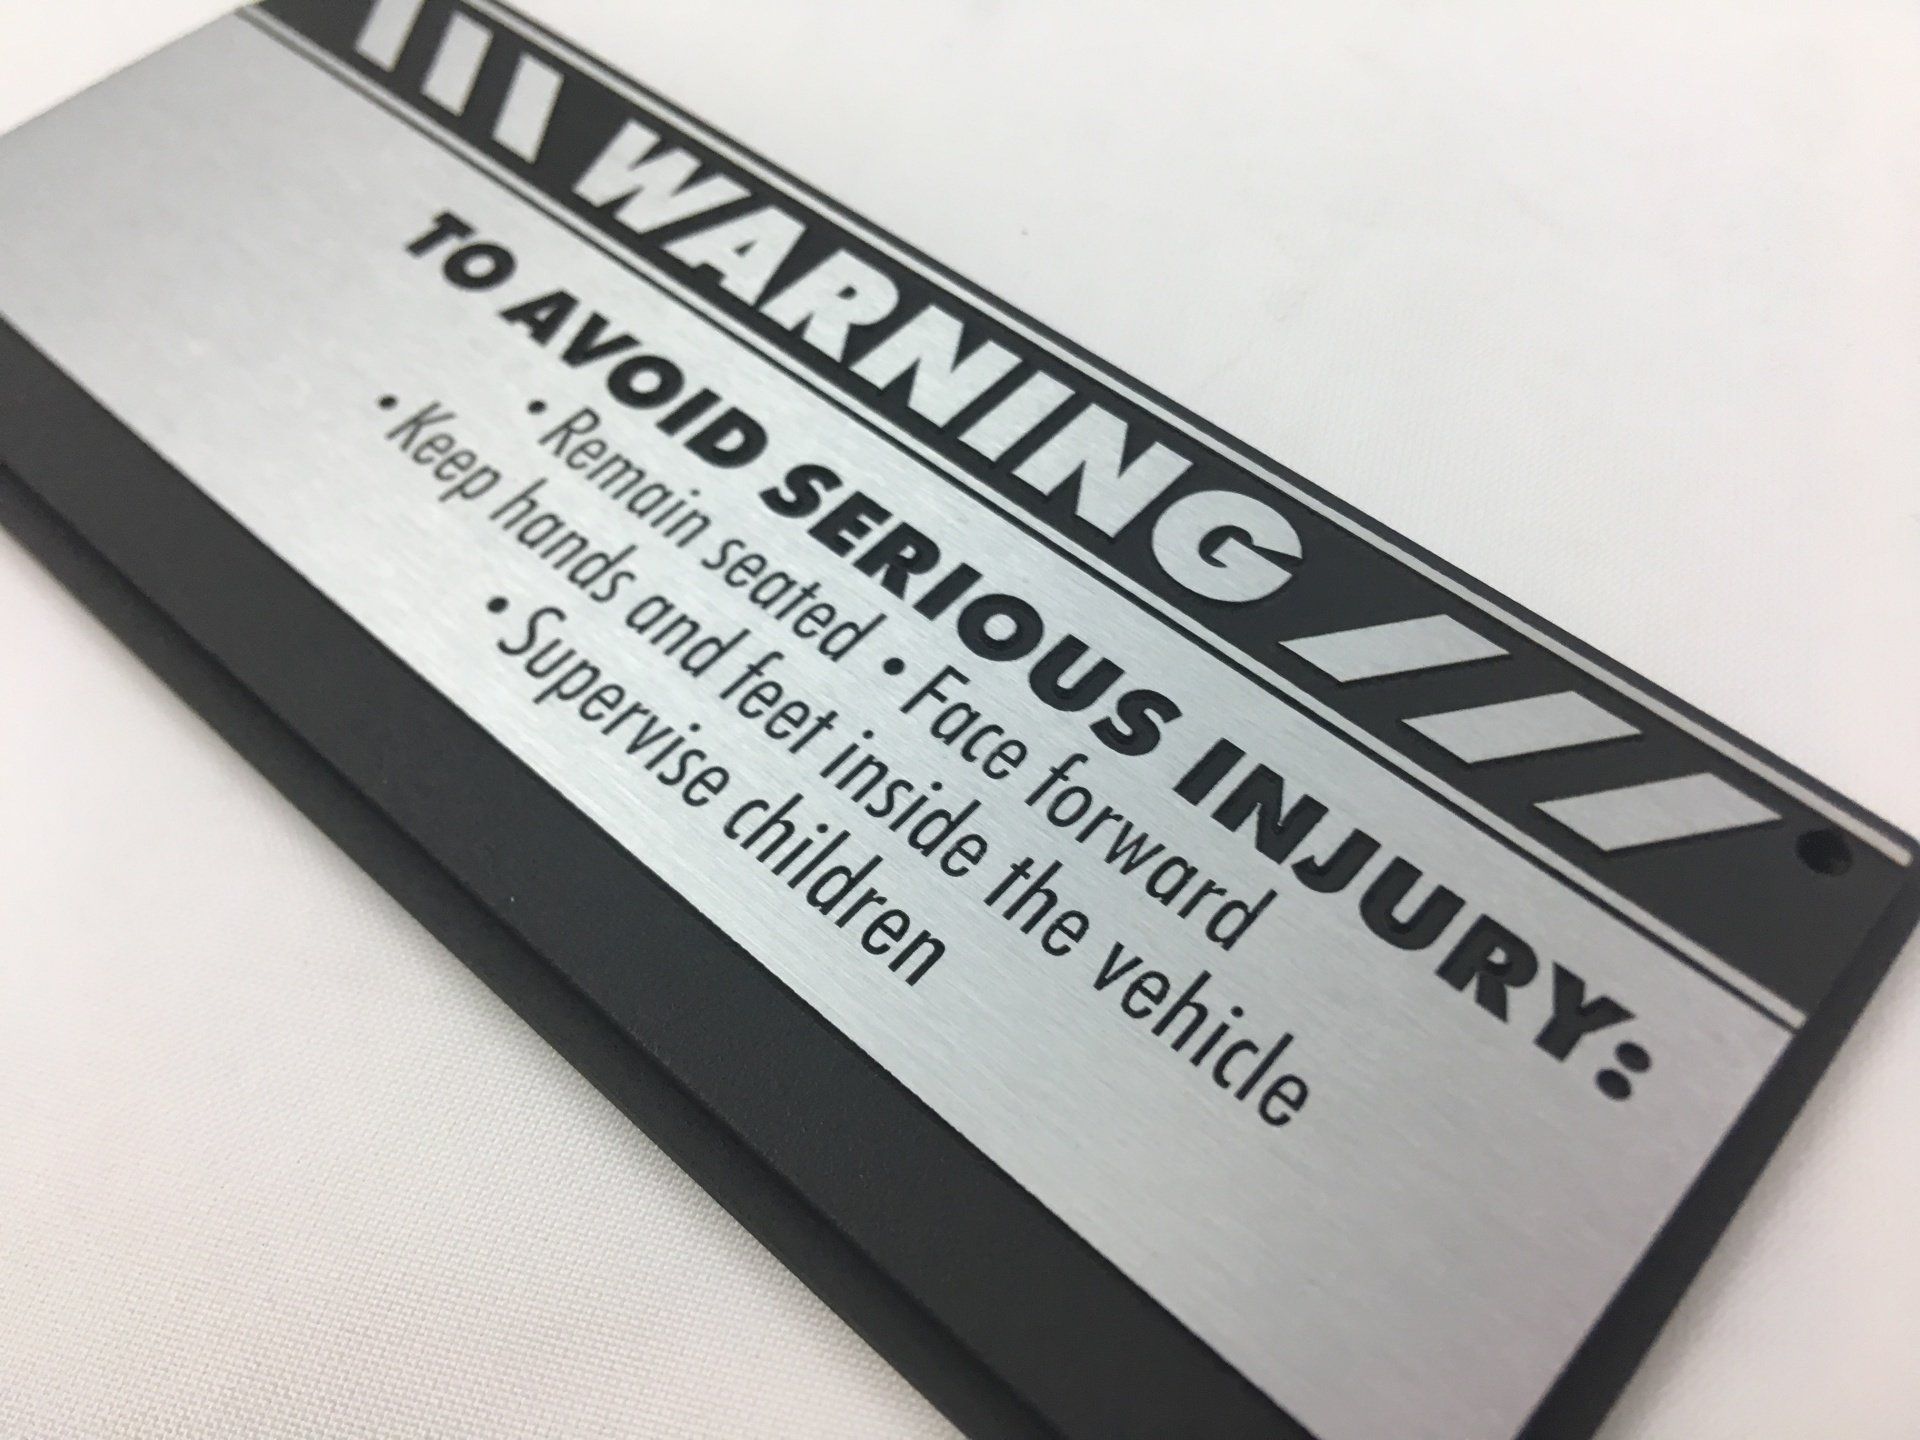 WARNING
TO AVOID SERIOUS INJURY:
• Remain seated • Face forward
• Keep hands and feet inside the vehicle
• Supervise children